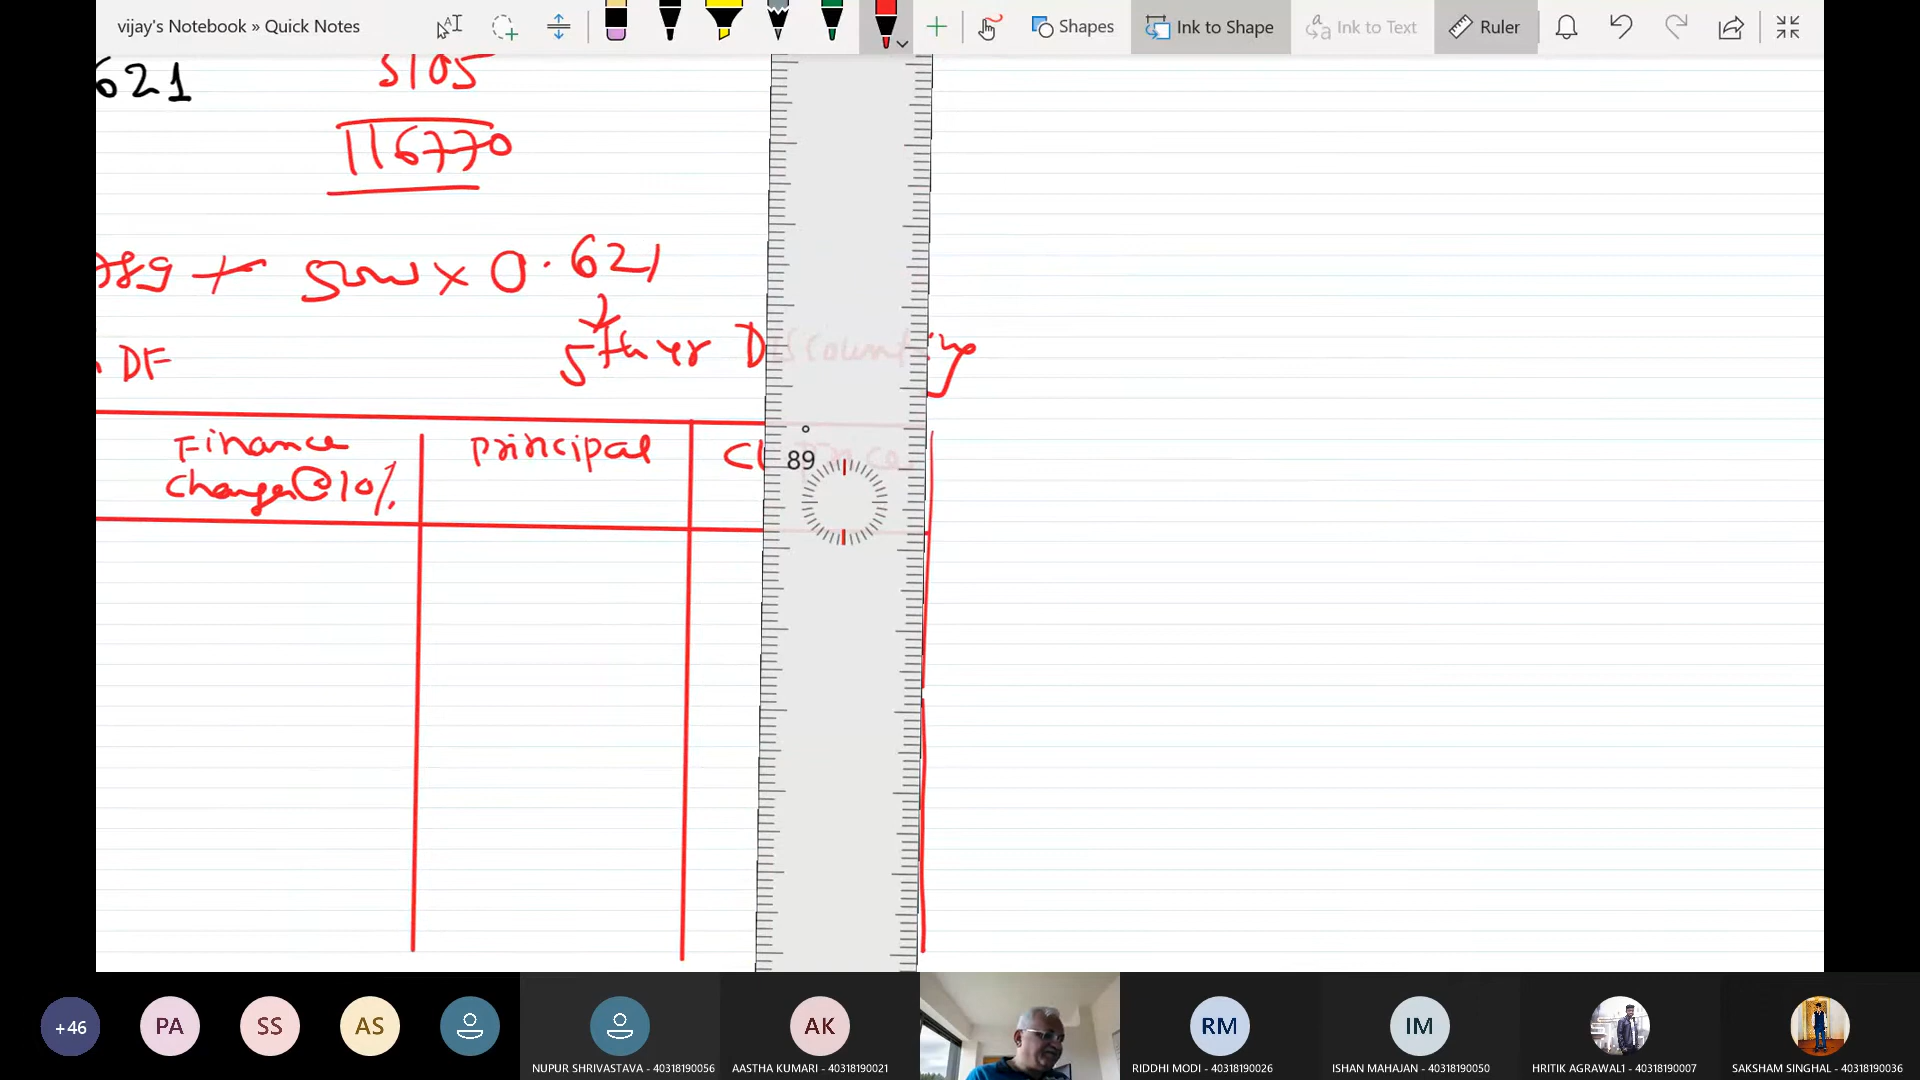 vijay's Notebook » Quick Notes
Shapes
Ink to Shape
Ink to Text
Ruler
621
5105
116770
789 + 5000 x 0.621
5th yr Discounting
DF
Finance
Charges@10%
Principal
89°
+46
PA
SS
AS
AK
RM
IM
NUPUR SHRIVASTAVA - 40318190056
AASTHA KUMARI - 40318190021
RIDDHI MODI - 40318190026
ISHAN MAHAJAN - 40318190050
HRITIK AGRAWAL1 - 40318190007
SAKSHAM SINGHAL - 40318190036